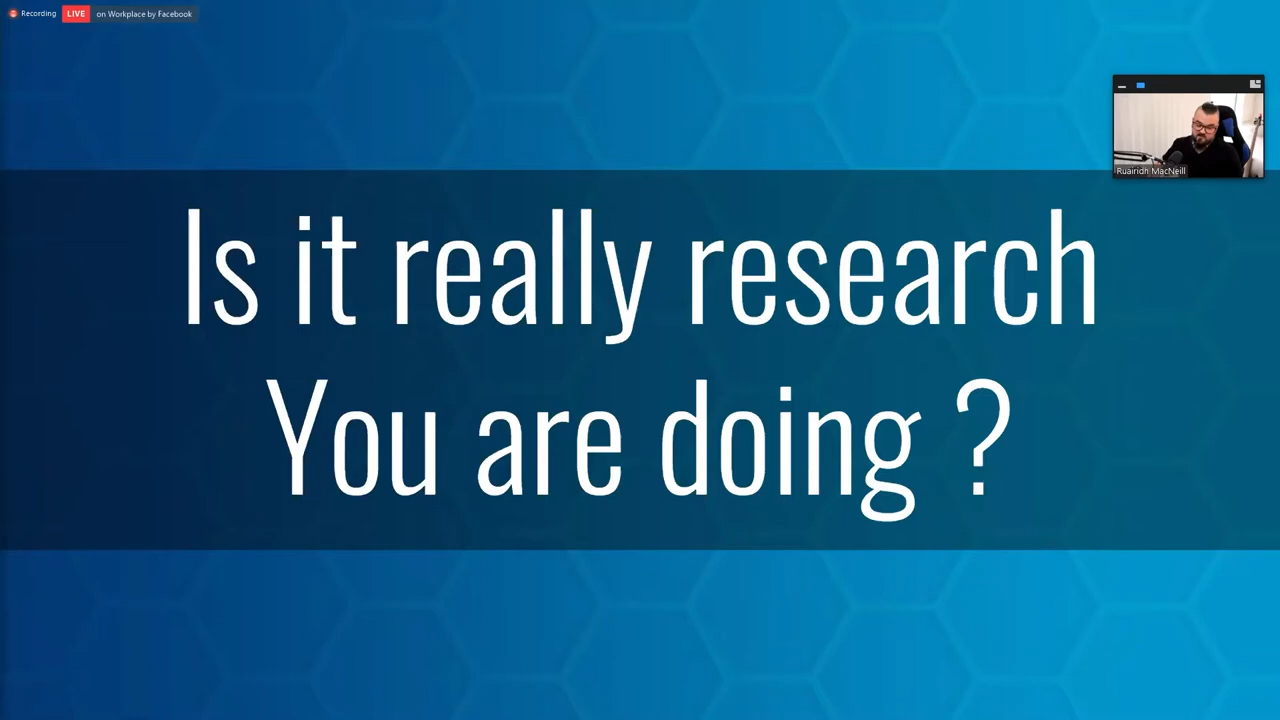 Recording LIVE on Workplace by Facebook
Ruairidh MacNeill
Is it really research
You are doing ?